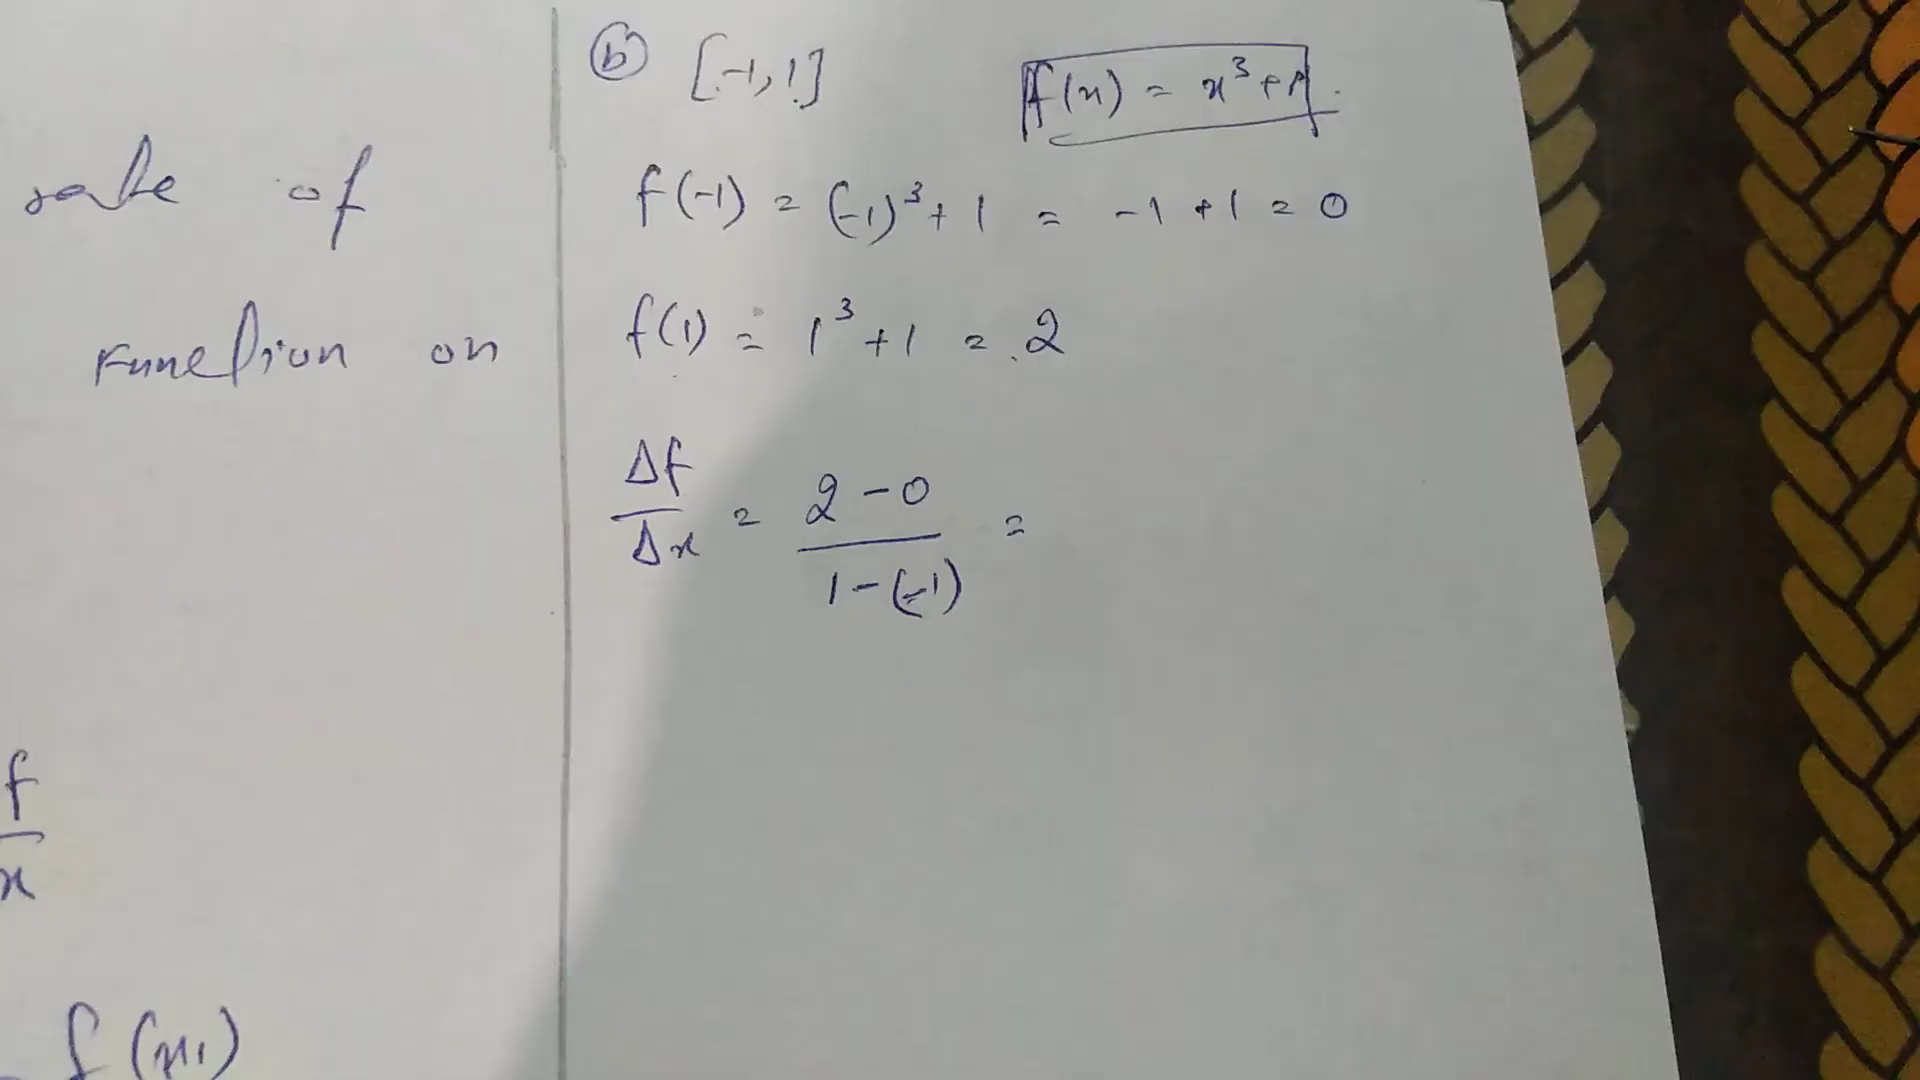 rate of
Function on
f
x
f(x1)
(b) [-1, 1]
f(x) = x³+1
f(-1) = (-1)³ + 1 = -1 + 1 = 0
f(1) = 1³ + 1 = 2
Δf/Δx = 2 - 0 / 1 - (-1) =